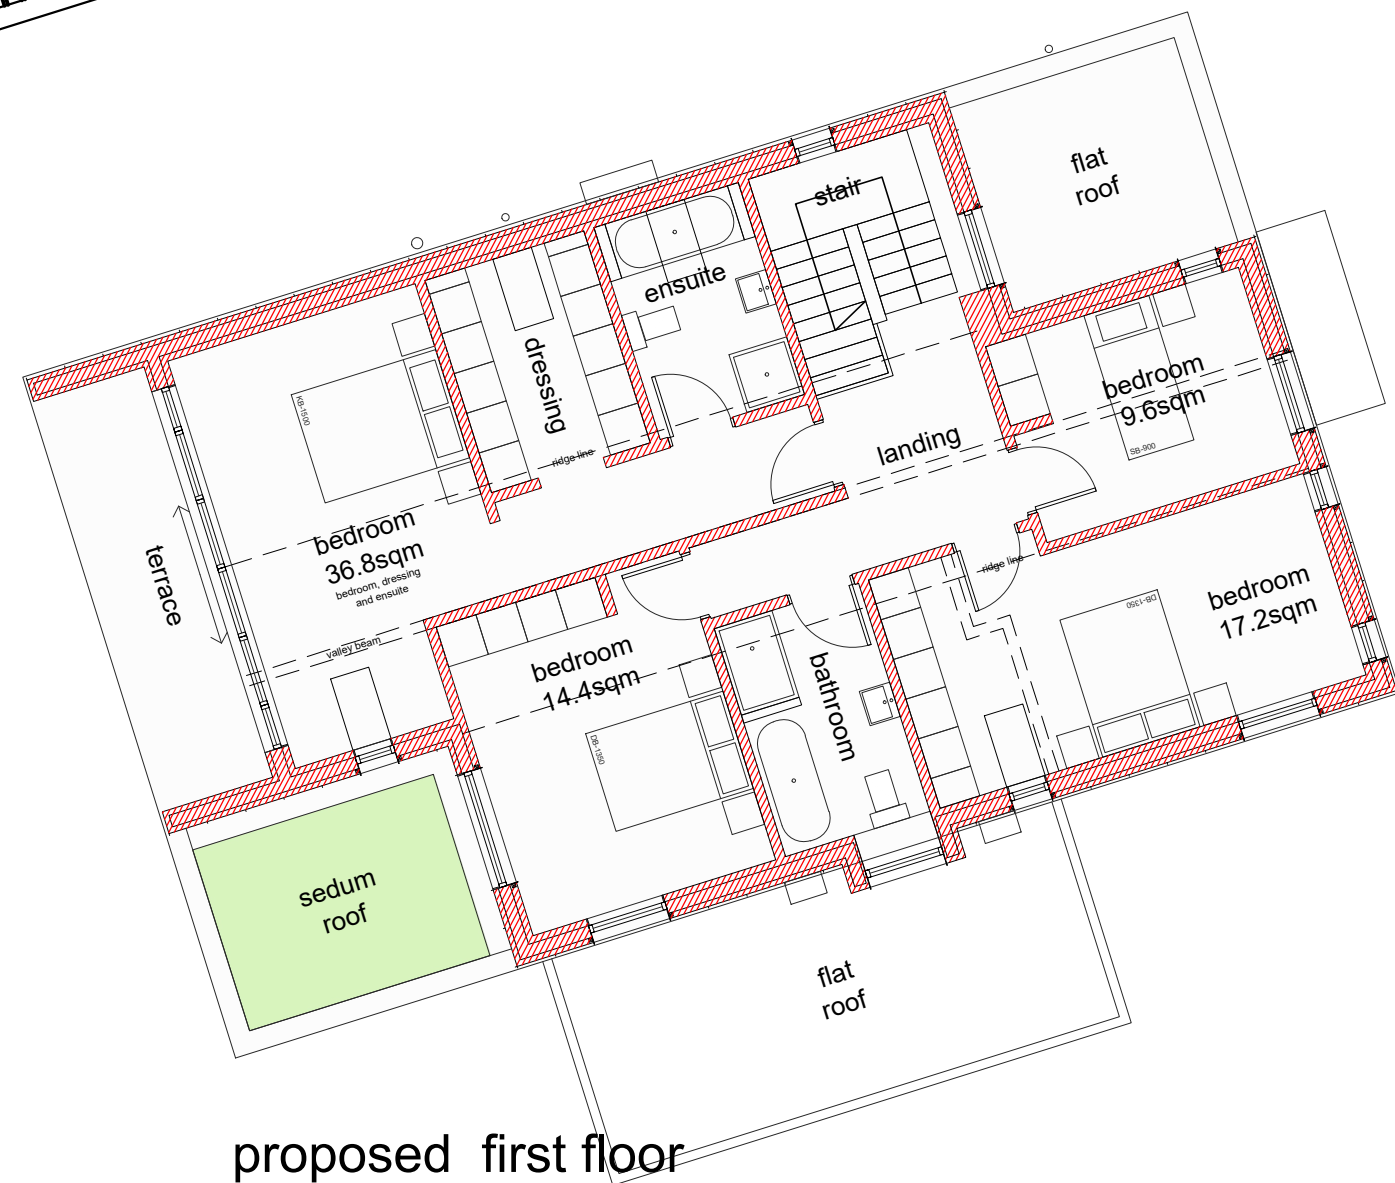 flat
roof
stair
ensuite
dressing
KB-1500
bedroom
9.6sqm
SB-900
landing
ridge line
bedroom
36.8sqm
bedroom, dressing
and ensuite
terrace
valley beam
ridge line
bedroom
17.2sqm
DB-1350
bedroom
14.4sqm
DB-1350
bathroom
sedum
roof
flat
roof
proposed first floor